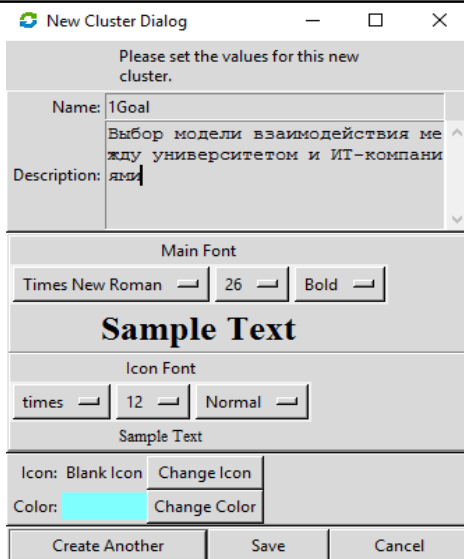 New Cluster Dialog
Please set the values for this new
cluster.
Name: 1Goal
Description: Выбор модели взаимодействия ме
жду университетом и ИТ-компани
ями
Main Font
Times New Roman 26 Bold
Sample Text
Icon Font
times 12 Normal
Sample Text
Icon: Blank Icon Change Icon
Color: Change Color
Create Another Save Cancel